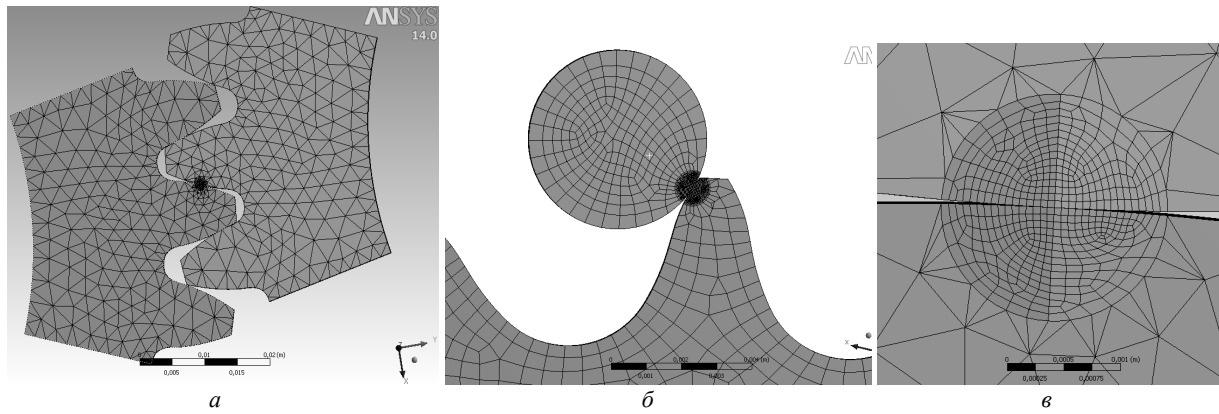 ANSYS
14.0
0 0,01 0,02 (m)
0,005 0,015
Z Y
X
а
AN
0 0,002 0,004 (m)
0,001 0,003
x
б
0 0,0005 0,001 (m)
0,00025 0,00075
в